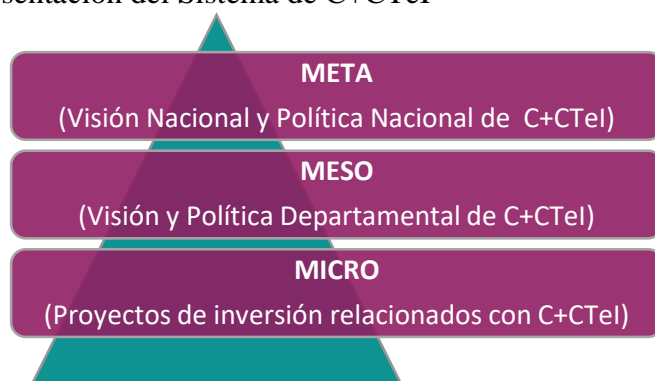 sentación del Sistema de C+CTeI
META
(Visión Nacional y Política Nacional de C+CTeI)
MESO
(Visión y Política Departamental de C+CTeI)
MICRO
(Proyectos de inversión relacionados con C+CTeI)